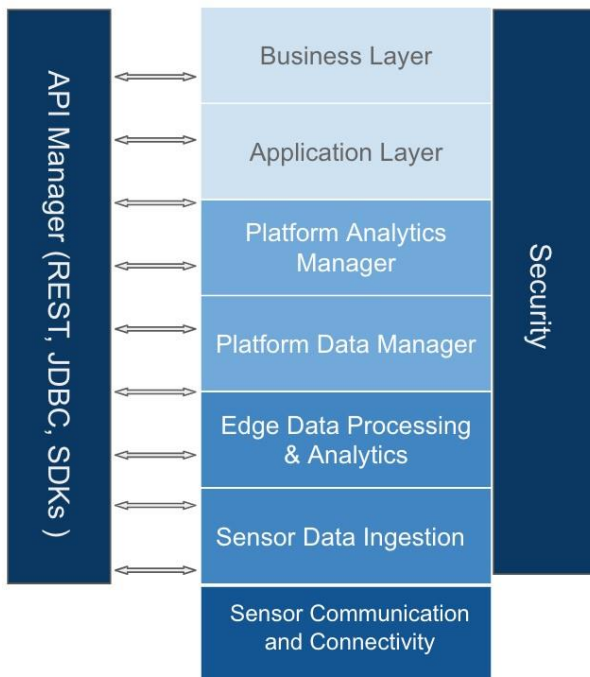 API Manager (REST, JDBC, SDKs )
Business Layer
Application Layer
Platform Analytics
Manager
Platform Data Manager
Edge Data Processing
& Analytics
Sensor Data Ingestion
Sensor Communication
and Connectivity
Security